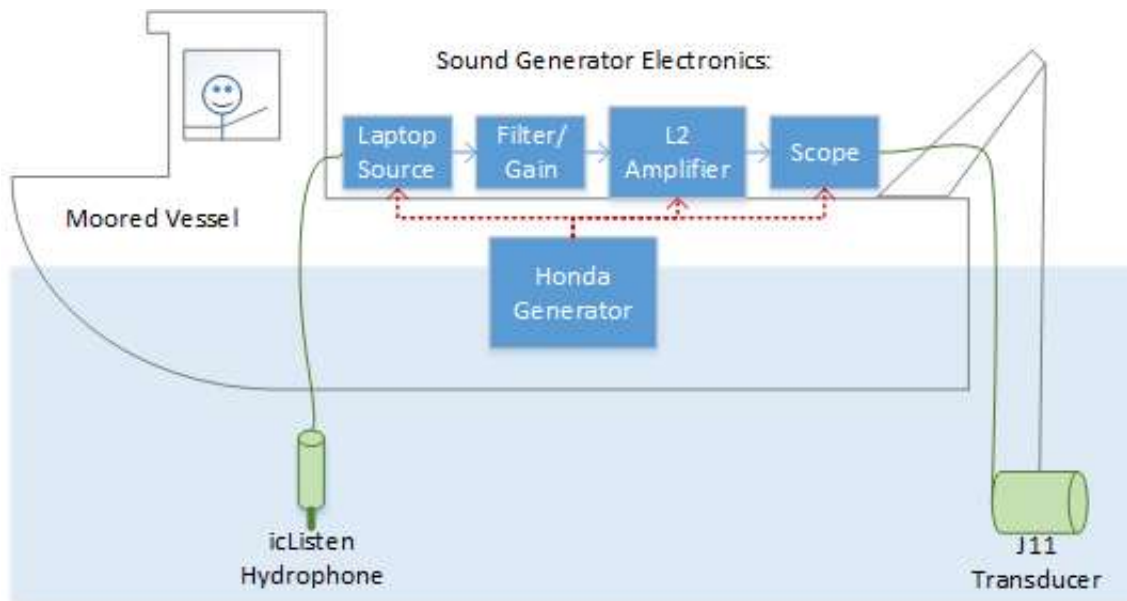 Sound Generator Electronics:
Laptop
Source
Filter/
Gain
L2
Amplifier
Scope
Moored Vessel
Honda
Generator
icListen
Hydrophone
J11
Transducer